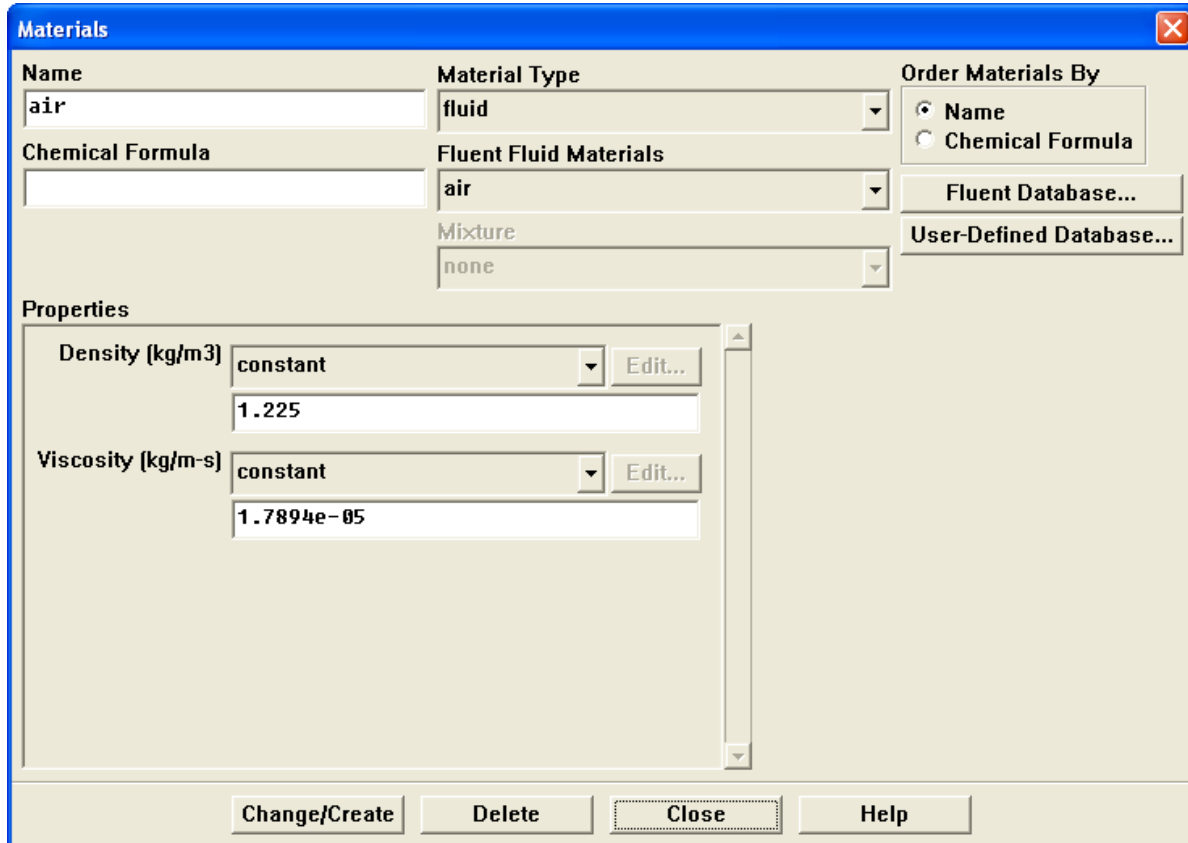 Materials
Name
air
Chemical Formula
Material Type
fluid
Fluent Fluid Materials
air
Mixture
none
Order Materials By
Name
Chemical Formula
Fluent Database...
User-Defined Database...
Properties
Density (kg/m3) constant Edit...
1.225
Viscosity (kg/m-s) constant Edit...
1.7894e-05
Change/Create Delete Close Help